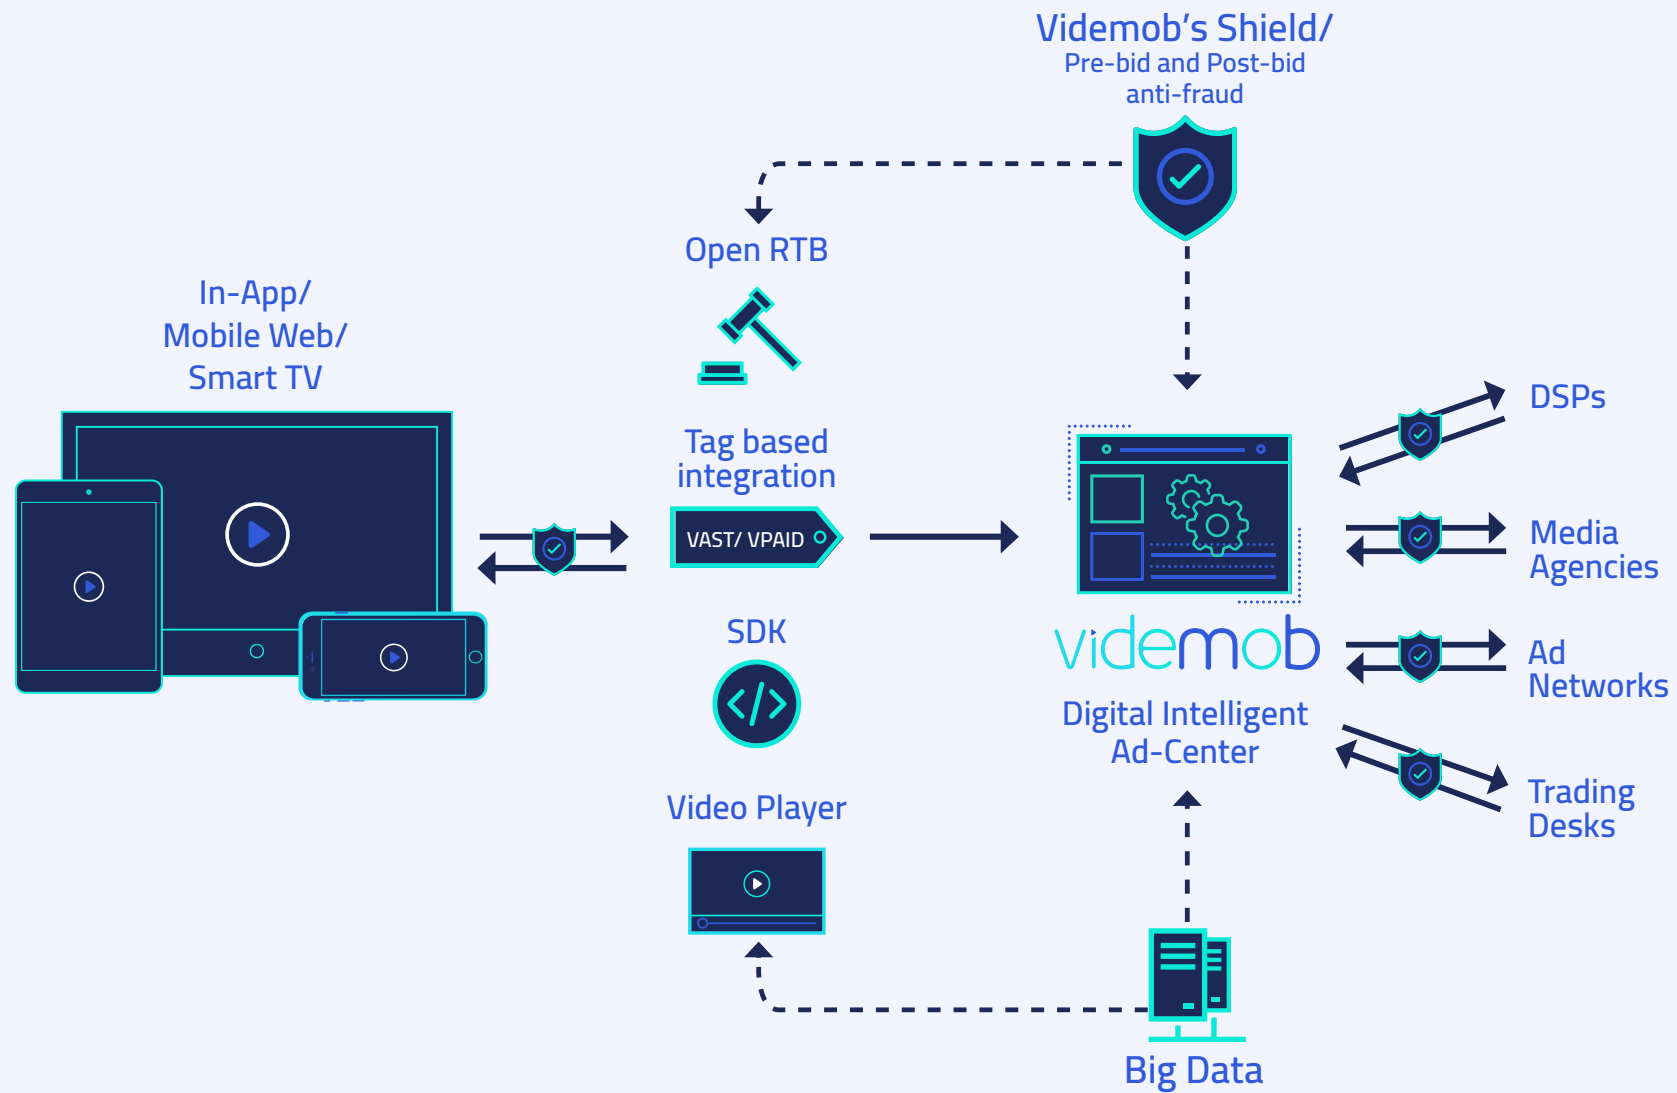 Videmob's Shield/
Pre-bid and Post-bid
anti-fraud
Open RTB
In-App/
Mobile Web/
Smart TV
Tag based
integration
VAST/ VPAID
SDK
Video Player
videmob
Digital Intelligent
Ad-Center
DSPs
Media
Agencies
Ad
Networks
Trading
Desks
Big Data